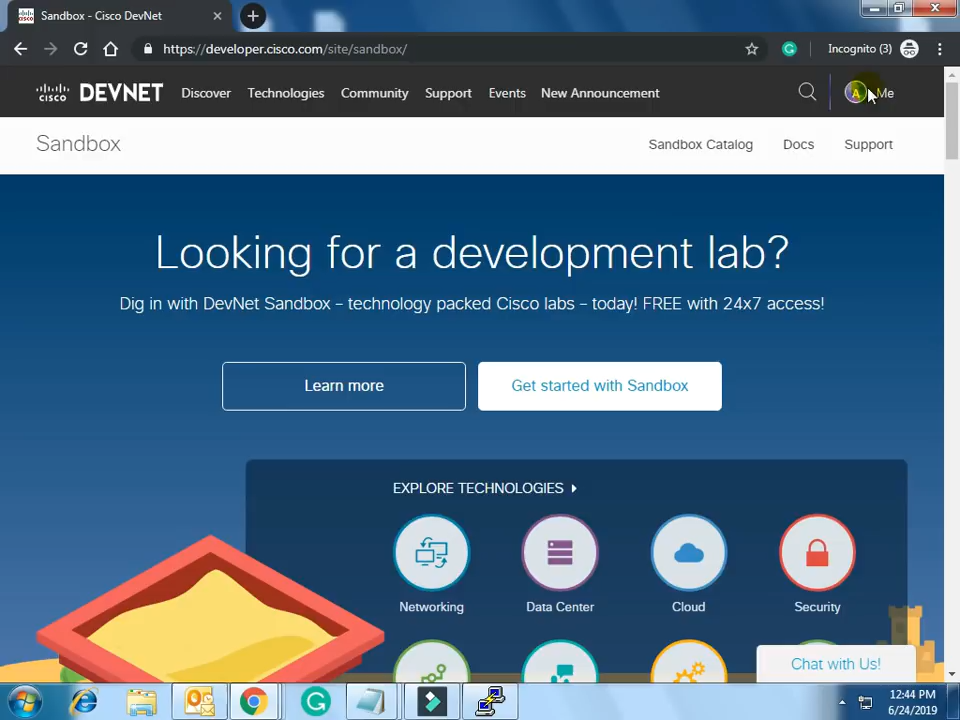 Sandbox - Cisco DevNet
https://developer.cisco.com/site/sandbox/
Incognito (3)
CISCO DEVNET
Discover Technologies Community Support Events New Announcement
A Me
Sandbox
Sandbox Catalog Docs Support
Looking for a development lab?
Dig in with DevNet Sandbox – technology packed Cisco labs – today! FREE with 24x7 access!
Learn more
Get started with Sandbox
EXPLORE TECHNOLOGIES
Networking Data Center Cloud Security
Chat with Us!
12:44 PM
6/24/2019